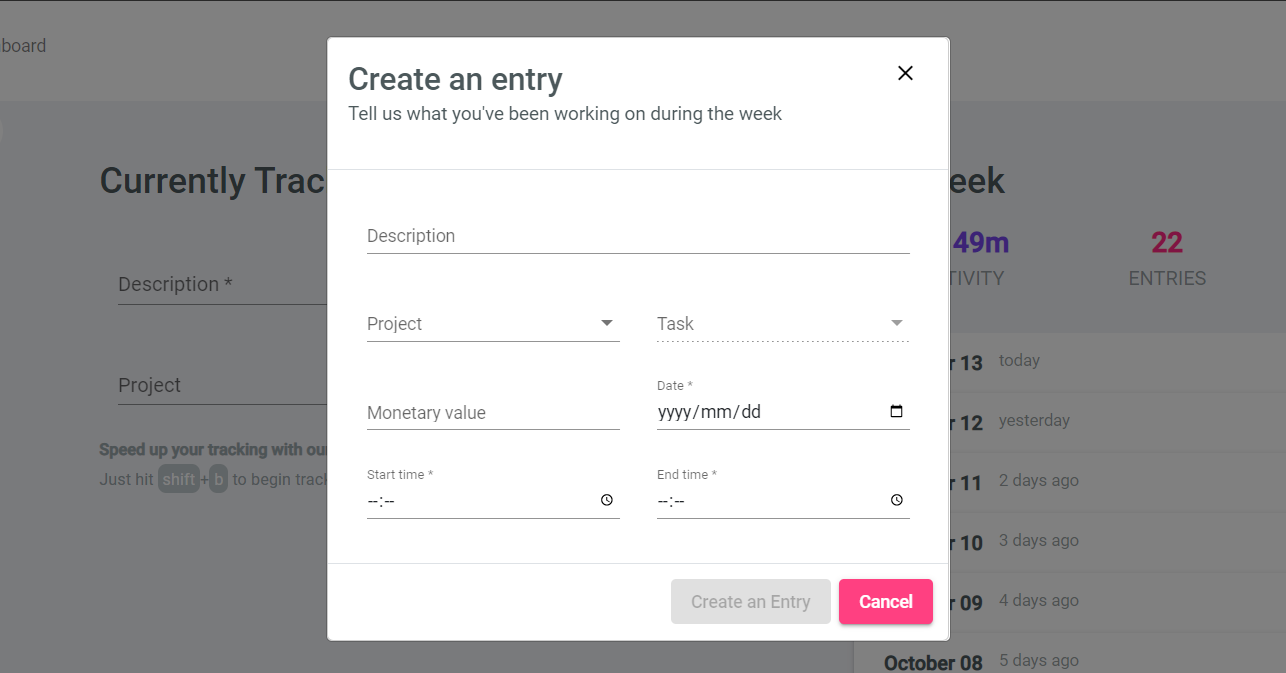 board
Create an entry
Tell us what you've been working on during the week
Currently Trac
eek
Description
49m
22
TIVITY
ENTRIES
Description *
Project
Task
13
today
Project
Date *
Monetary value
yyyy/mm/dd
12
yesterday
Speed up your tracking with ou
Just hit shift+b to begin track
Start time *
End time *
--:--
--:--
11
2 days ago
10
3 days ago
Create an Entry
Cancel
09
4 days ago
October 08
5 days ago